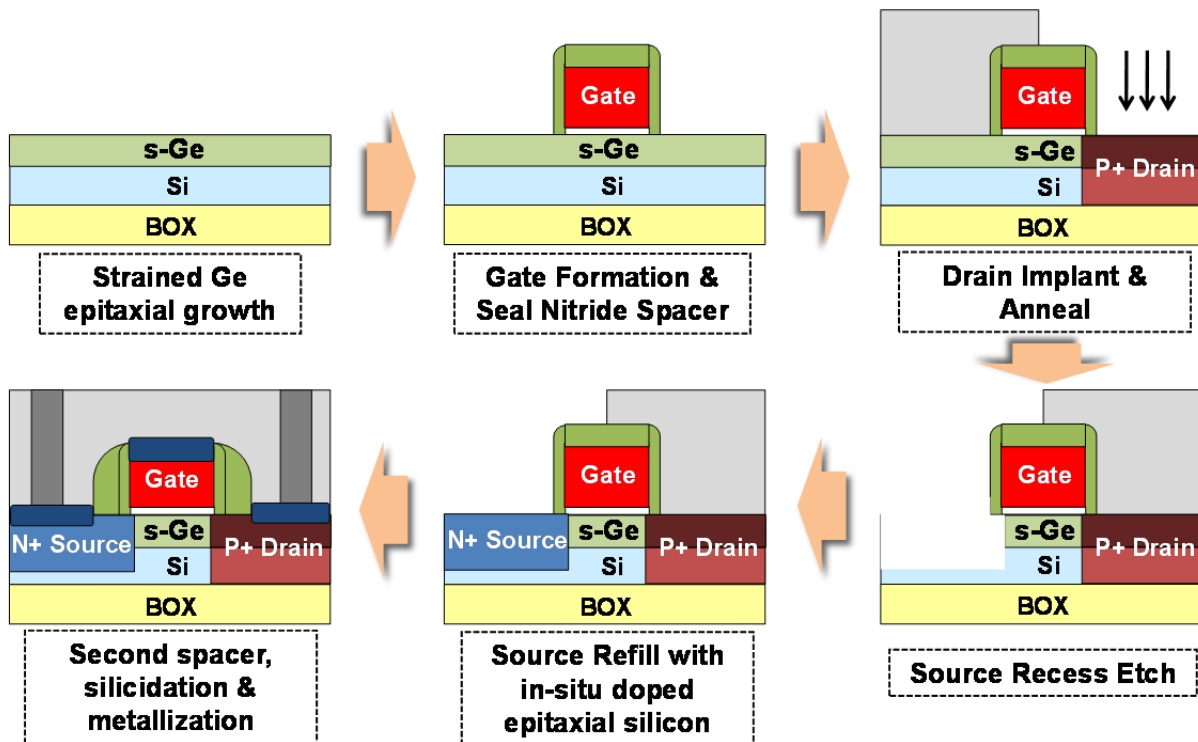 s-Ge
Si
BOX
Strained Ge
epitaxial growth
Gate
s-Ge
Si
BOX
Gate Formation &
Seal Nitride Spacer
Gate
s-Ge
P+ Drain
Si
BOX
Drain Implant &
Anneal
Gate
s-Ge
P+ Drain
Si
BOX
Source Recess Etch
Gate
N+ Source
s-Ge
P+ Drain
Si
BOX
Source Refill with
in-situ doped
epitaxial silicon
Gate
N+ Source
s-Ge
P+ Drain
Si
BOX
Second spacer,
silicidation &
metallization